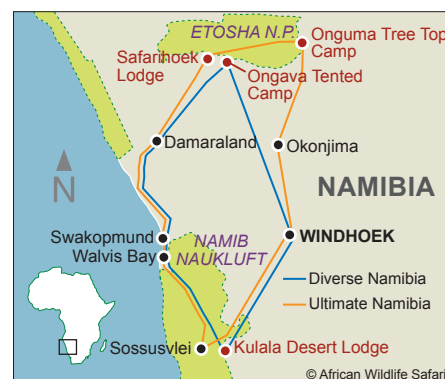 ETOSHA N.P.
Onguma Tree Top
Camp
Safarihoek
Lodge
Ongava Tented
Camp
Damaraland
Okonjima
N
NAMIBIA
Swakopmund
Walvis Bay
NAMIB
NAUKLUFT
WINDHOEK
Diverse Namibia
Ultimate Namibia
Sossusvlei
Kulala Desert Lodge
© African Wildlife Safari